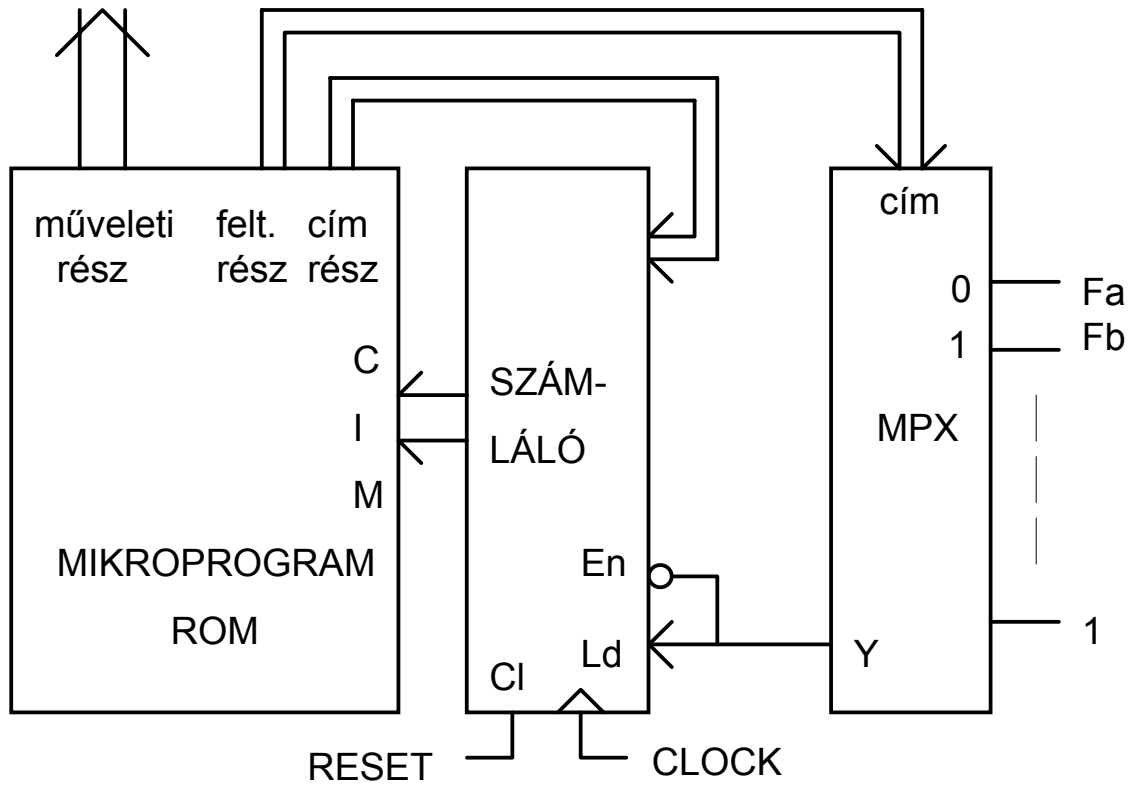 műveleti
rész
felt.
rész
cím
rész
C
I
M
MIKROPROGRAM
ROM
SZÁM-
LÁLÓ
En
Ld
Cl
RESET
CLOCK
cím
0
1
MPX
Y
Fa
Fb
1